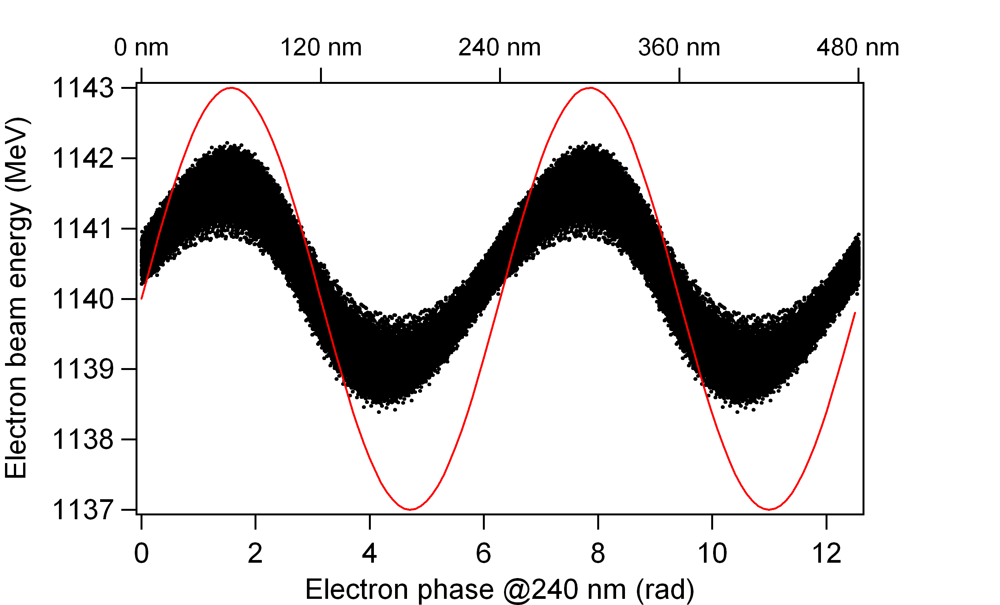 0 nm 120 nm 240 nm 360 nm 480 nm
1143
1142
1141
1140
1139
1138
1137
Electron beam energy (MeV)
0 2 4 6 8 10 12
Electron phase @240 nm (rad)